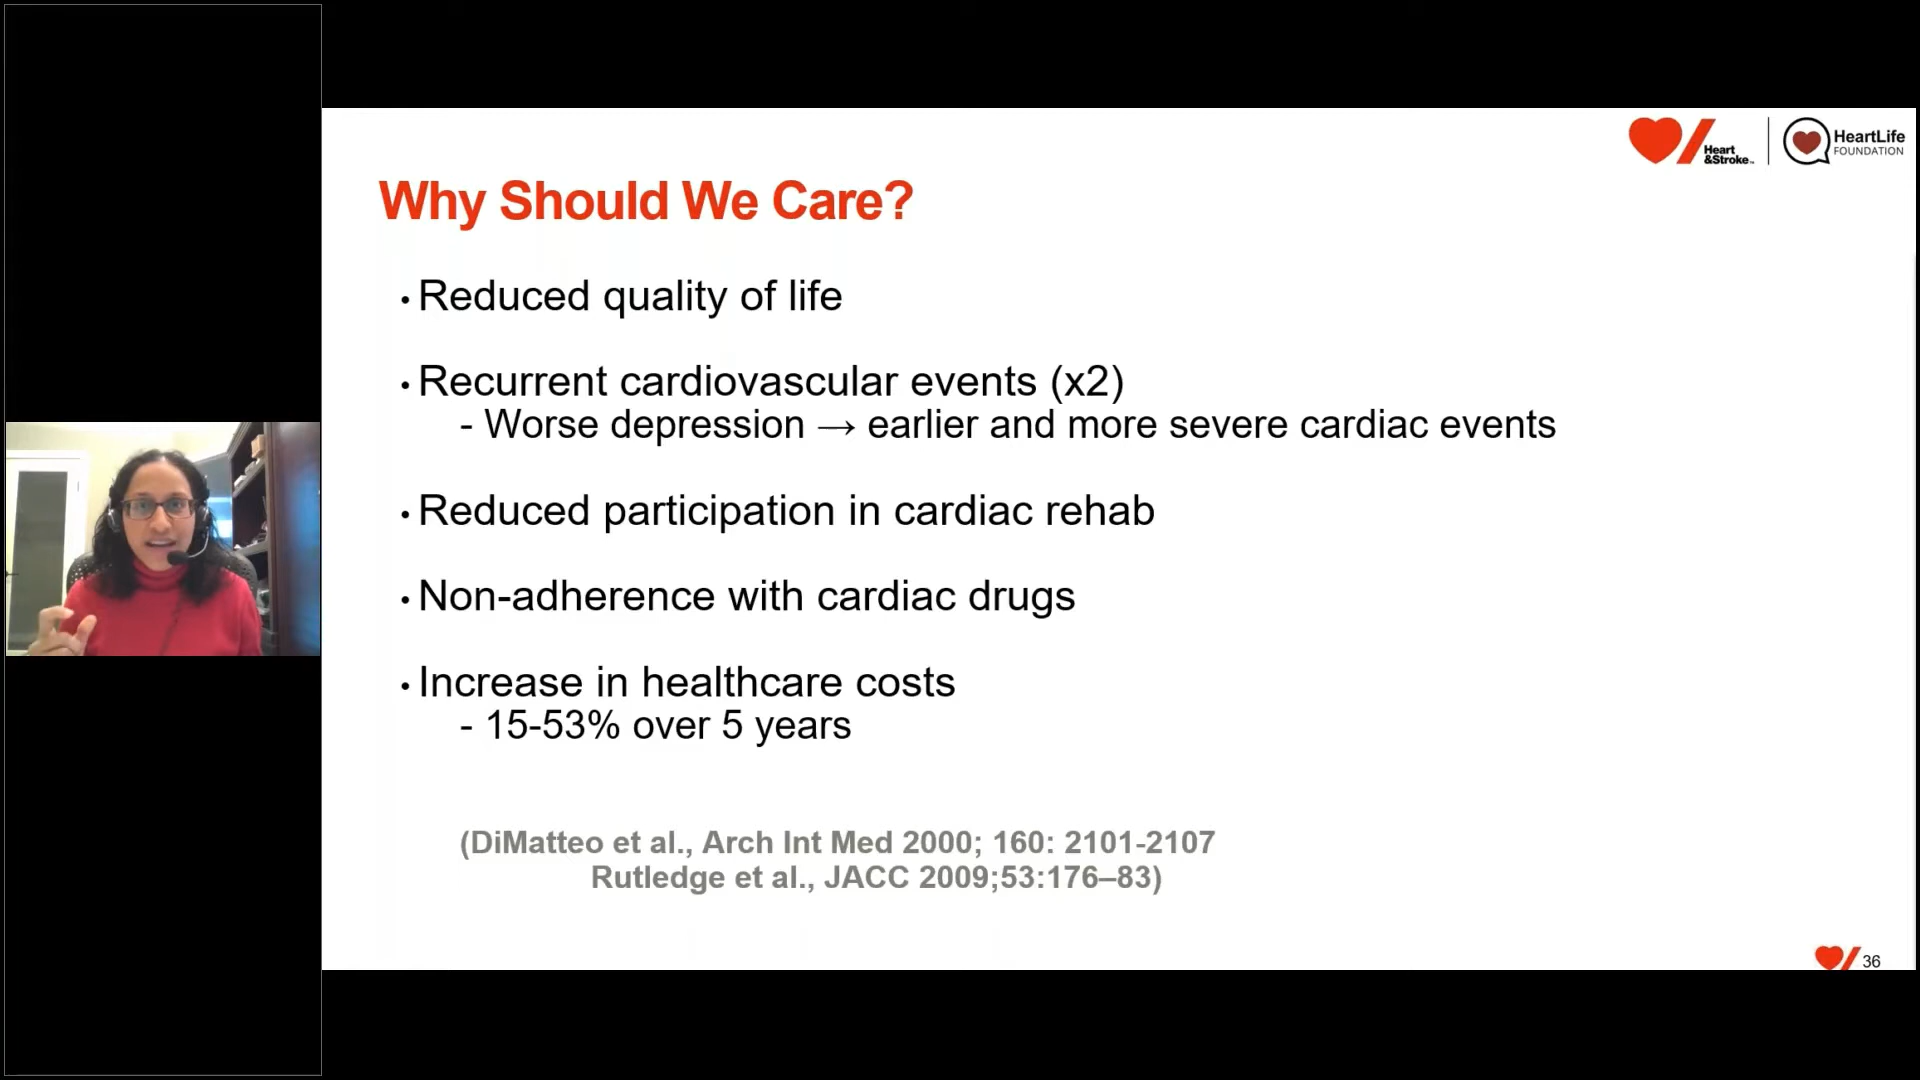 Heart
&Stroke™
HeartLife
FOUNDATION
Why Should We Care?
• Reduced quality of life
• Recurrent cardiovascular events (x2)
- Worse depression → earlier and more severe cardiac events
• Reduced participation in cardiac rehab
• Non-adherence with cardiac drugs
• Increase in healthcare costs
- 15-53% over 5 years
(DiMatteo et al., Arch Int Med 2000; 160: 2101-2107
Rutledge et al., JACC 2009;53:176–83)
36